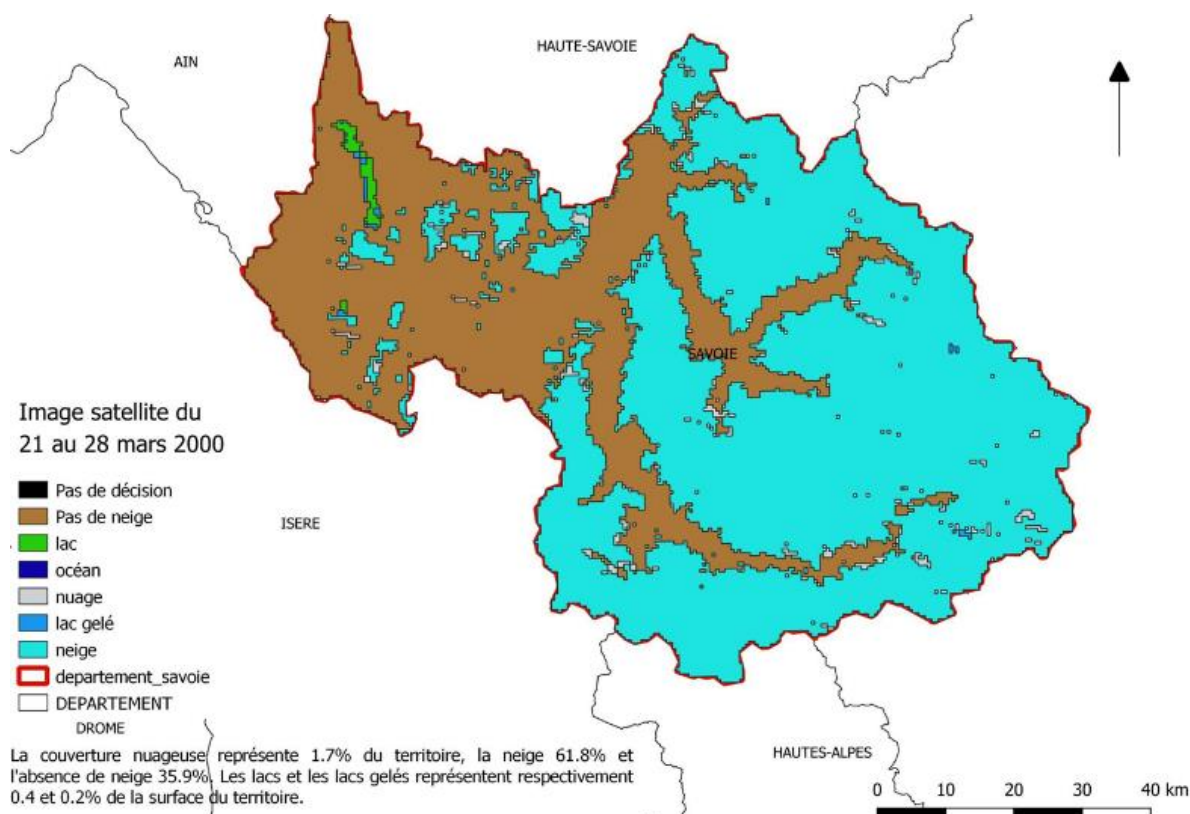 HAUTE-SAVOIE
AIN
SAVOIE
Image satellite du
21 au 28 mars 2000
Pas de décision
Pas de neige
lac
océan
nuage
lac gelé
neige
departement_savoie
DEPARTEMENT
ISERE
DROME
HAUTES-ALPES
La couverture nuageuse représente 1.7% du territoire, la neige 61.8% et
l'absence de neige 35.9%. Les lacs et les lacs gelés représentent respectivement
0.4 et 0.2% de la surface du territoire.
0 10 20 30 40 km